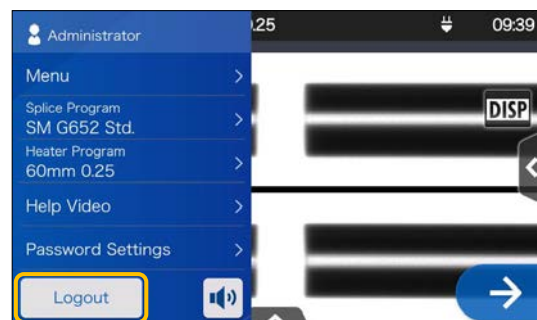 Administrator
.25
09:39
Menu
Splice Program
SM G652 Std.
Heater Program
60mm 0.25
Help Video
Password Settings
Logout
DISP